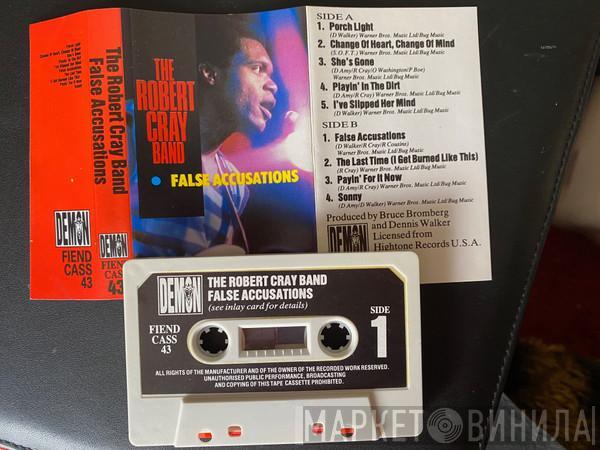 The Robert Cray Band
False Accusations
DEMON
FIEND
CASS
43
DEMON
FIEND
CASS
43
THE
ROBERT
CRAY
BAND
• FALSE ACCUSATIONS
SIDE A
1. Porch Light
(D Walker) Warner Bros. Music Ltd/Bug Music
2. Change Of Heart, Change Of Mind
(S.O.F.T.) Warner Bros. Music Ltd/Bug Music
3. She's Gone
(D Amy/R Cray/O Washington/P Boe)
Warner Bros. Music Ltd/Bug Music
4. Playin' In The Dirt
(D Amy/R Cray) Warner Bros. Music Ltd/Bug Music
5. I've Slipped Her Mind
(D Walker) Warner Bros. Music Ltd/Bug Music
SIDE B
1. False Accusations
(D Walker/R Cray/R Cousins)
Warner Bros. Music Ltd/Bug Music
2. The Last Time (I Get Burned Like This)
(R Cray) Warner Bros. Music Ltd/Bug Music
3. Payin' For It Now
(D Amy/R Cray) Warner Bros. Music Ltd/Bug Music
4. Sonny
(D Amy/D Walker) Warner Bros. Music Ltd/Bug Music
Produced by Bruce Bromberg
and Dennis Walker
Licensed from
Hightone Records U.S.A.
DEMON
DEMON
THE ROBERT CRAY BAND
FALSE ACCUSATIONS
(see inlay card for details)
FIEND
CASS
43
SIDE
1
ALL RIGHTS OF THE MANUFACTURER AND OF THE OWNER OF THE RECORDED WORK RESERVED.
UNAUTHORISED PUBLIC PERFORMANCE, BROADCASTING
AND COPYING OF THIS TAPE CASSETTE PROHIBITED.
МАРКЕТ ВИНИЛА